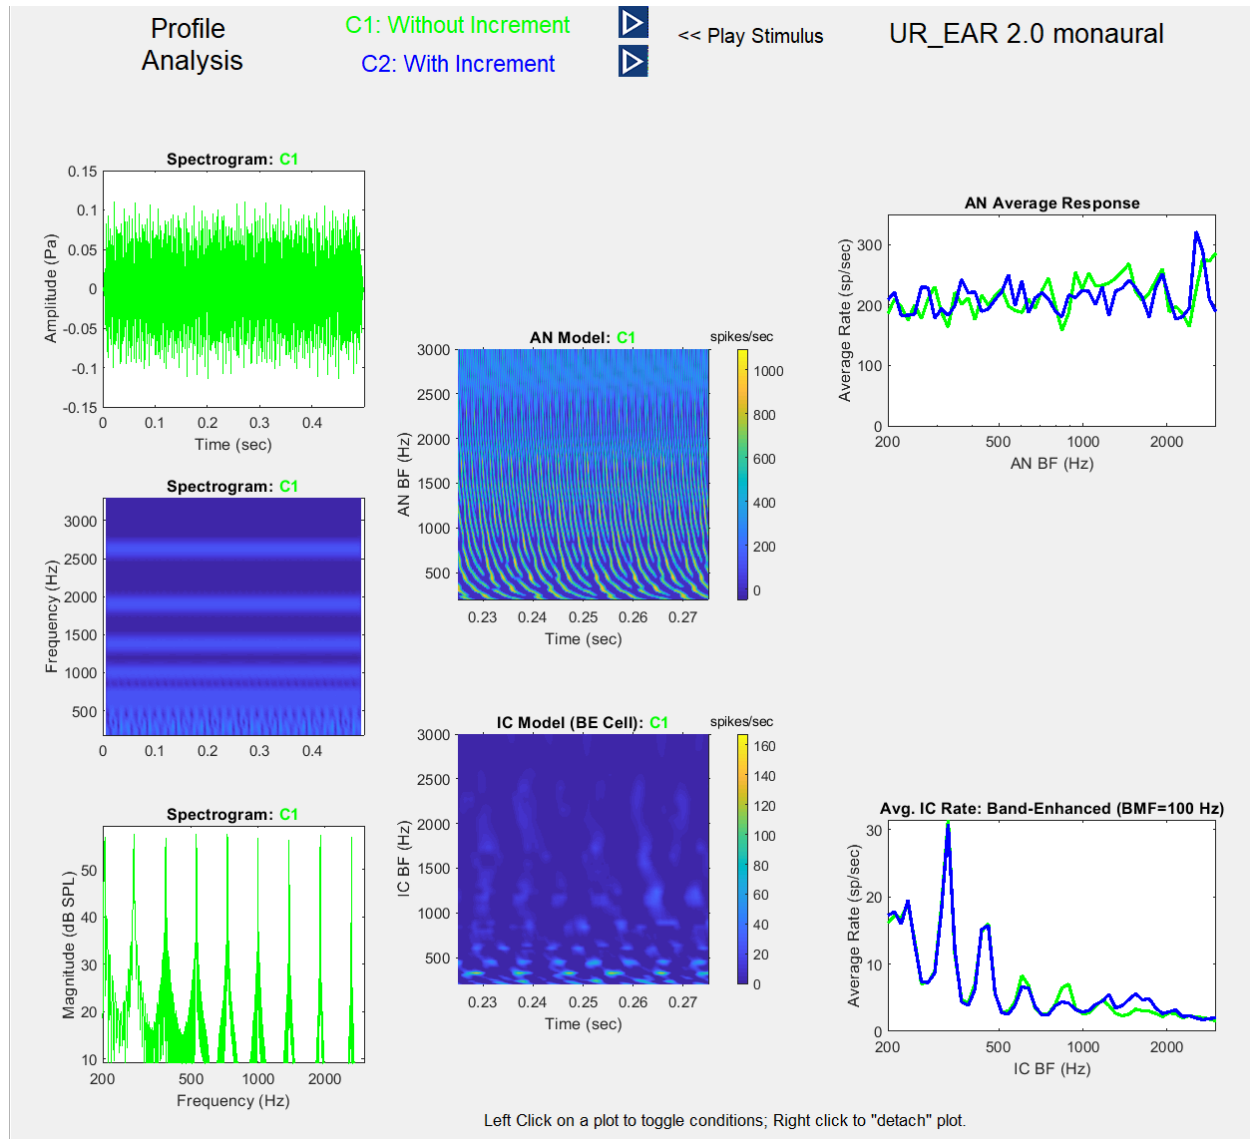 Profile
Analysis
C1: Without Increment
C2: With Increment
<< Play Stimulus
UR_EAR 2.0 monaural
Spectrogram: C1
0.15
0.1
0.05
0
-0.05
-0.1
-0.15
Amplitude (Pa)
0 0.1 0.2 0.3 0.4
Time (sec)
Spectrogram: C1
3000
2500
2000
1500
1000
500
Frequency (Hz)
0 0.1 0.2 0.3 0.4
Spectrogram: C1
50
40
30
20
10
Magnitude (dB SPL)
200 500 1000 2000
Frequency (Hz)
AN Model: C1
spikes/sec
3000
2500
2000
1500
1000
500
AN BF (Hz)
0.23 0.24 0.25 0.26 0.27
Time (sec)
1000
800
600
400
200
0
IC Model (BE Cell): C1
spikes/sec
3000
2500
2000
1500
1000
500
IC BF (Hz)
0.23 0.24 0.25 0.26 0.27
Time (sec)
160
140
120
100
80
60
40
20
0
AN Average Response
300
200
100
0
Average Rate (sp/sec)
200 500 1000 2000
AN BF (Hz)
Avg. IC Rate: Band-Enhanced (BMF=100 Hz)
30
20
10
0
Average Rate (sp/sec)
200 500 1000 2000
IC BF (Hz)
Left Click on a plot to toggle conditions; Right click to "detach" plot.